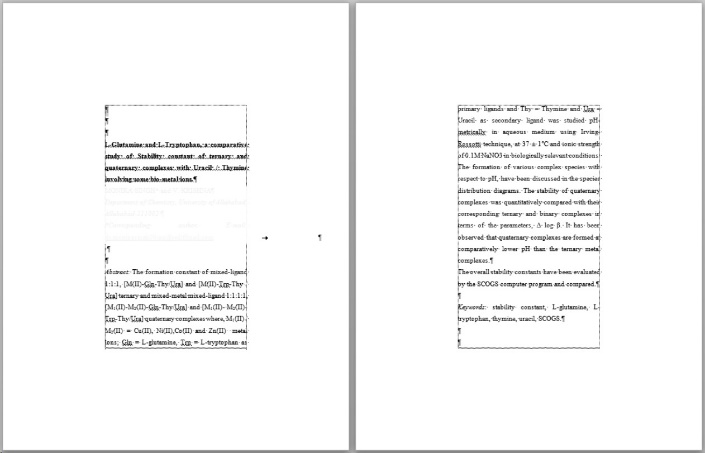 L-Glutamine and L-Tryptophan, a comparative
study of Stability constant of ternary and
quaternary complexes with Uracil / Thymine
involving some bio-metal ions.¶
Abstract: The formation constant of mixed-ligand
1:1:1, [M(II)-Gln-Thy/Ura] and [M(II)-Trp-Thy
Ura] ternary and mixed-metal mixed-ligand 1:1:1:1,
[M₁(II)-M₂(II)-Gln-Thy/Ura] and [M₁(II)- M₂(II)-
Trp-Thy/Ura] quaternary complexes where, M₁(II)
M₂(II) = Cu(II), Ni(II),Co(II) and Zn(II) metal
ions; Gln = L-glutamine, Trp = L-tryptophan as
primary ligands and Thy = Thymine and Ura =
Uracil as secondary ligand was studied pH-
metrically in aqueous medium using Irving-
Rossotti technique, at 37 ± 1°C and ionic strength
of 0.1M NaNO3 in biologically relevant conditions
The formation of various complex species with
respect to pH, have been discussed in the species
distribution diagrams. The stability of quaternary
complexes was quantitatively compared with their
corresponding ternary and binary complexes in
terms of the parameters, Δ log β. It has been
observed that quaternary complexes are formed at
comparatively lower pH than the ternary metal
complexes.¶
The overall stability constants have been evaluated
by the SCOGS computer program and compared.¶
Keywords: stability constant, L-glutamine, L-
tryptophan, thymine, uracil, SCOGS.¶